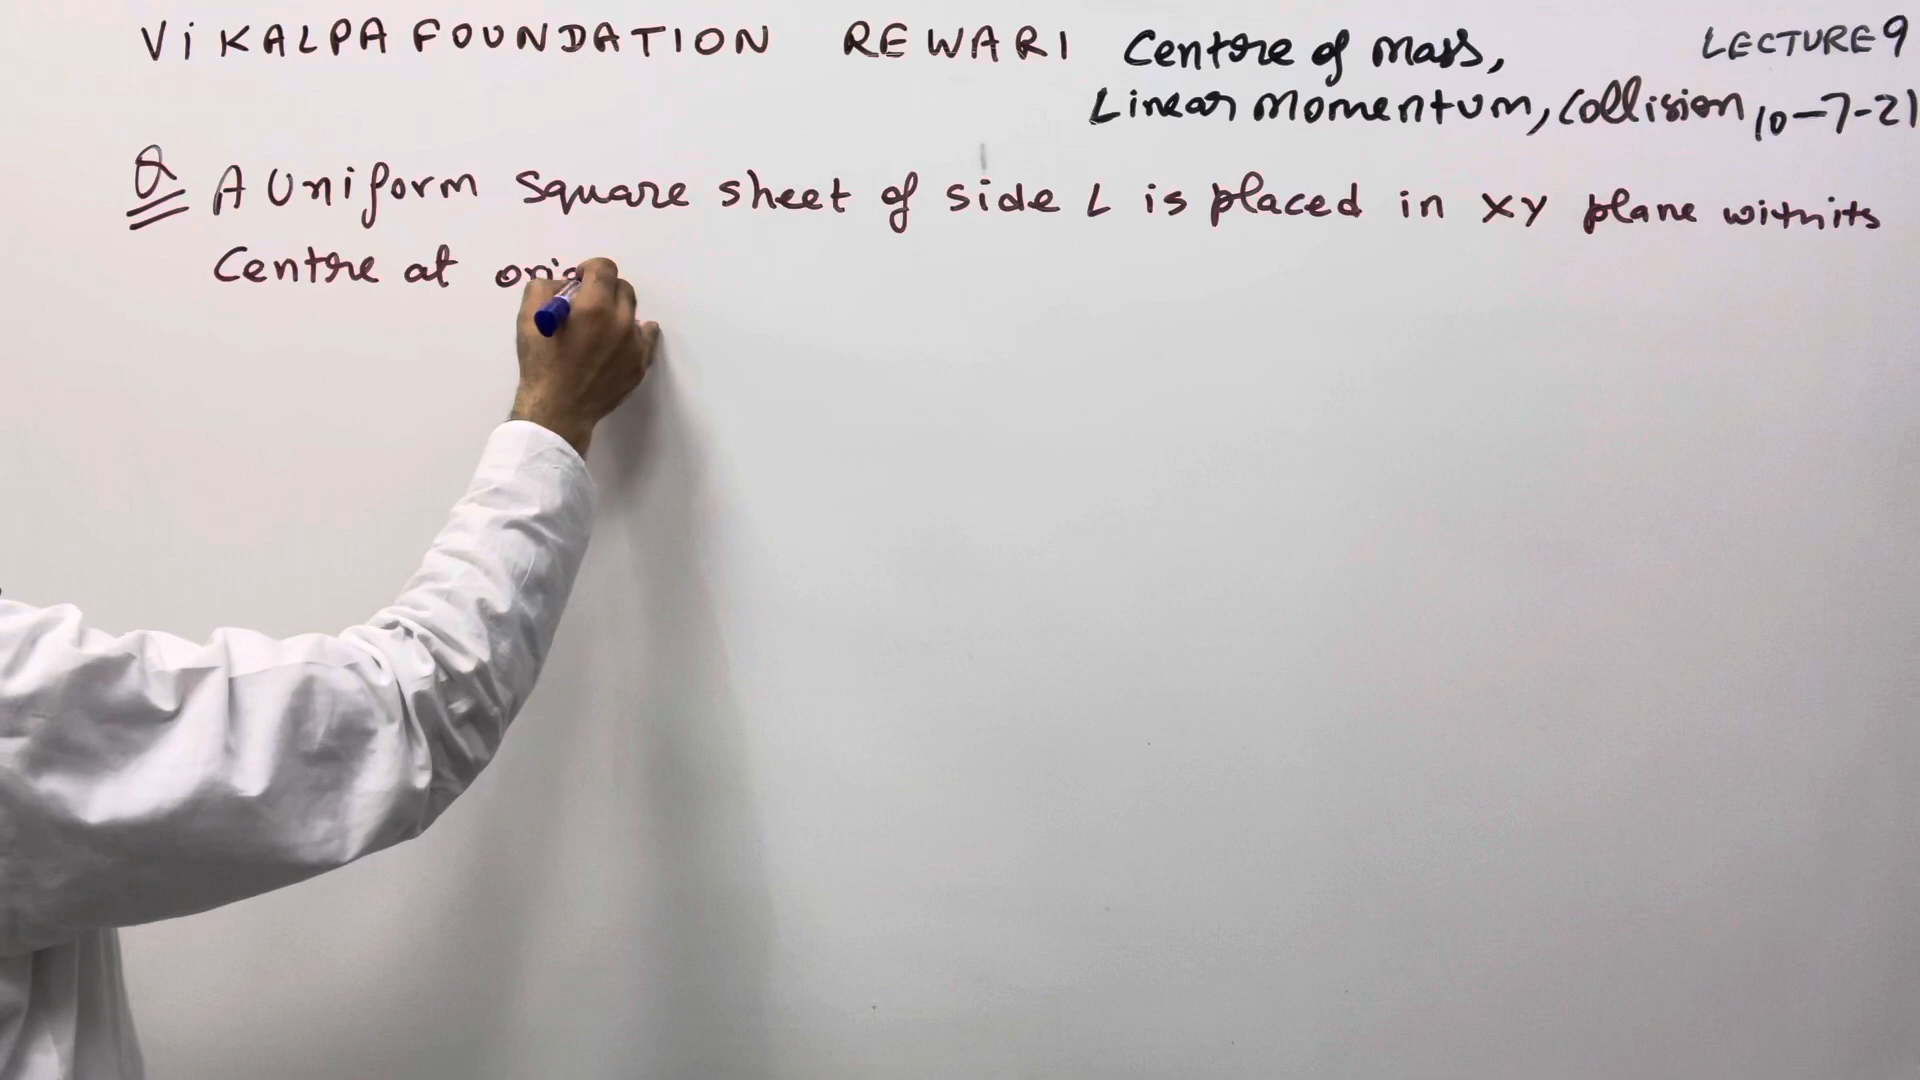 ViKALPA FOUNDATION REWARI Centre of Mass, LECTURE 9
Linear Momentum, Collision 10-7-21
Q A Uniform square sheet of side L is placed in XY plane with its
Centre at orig